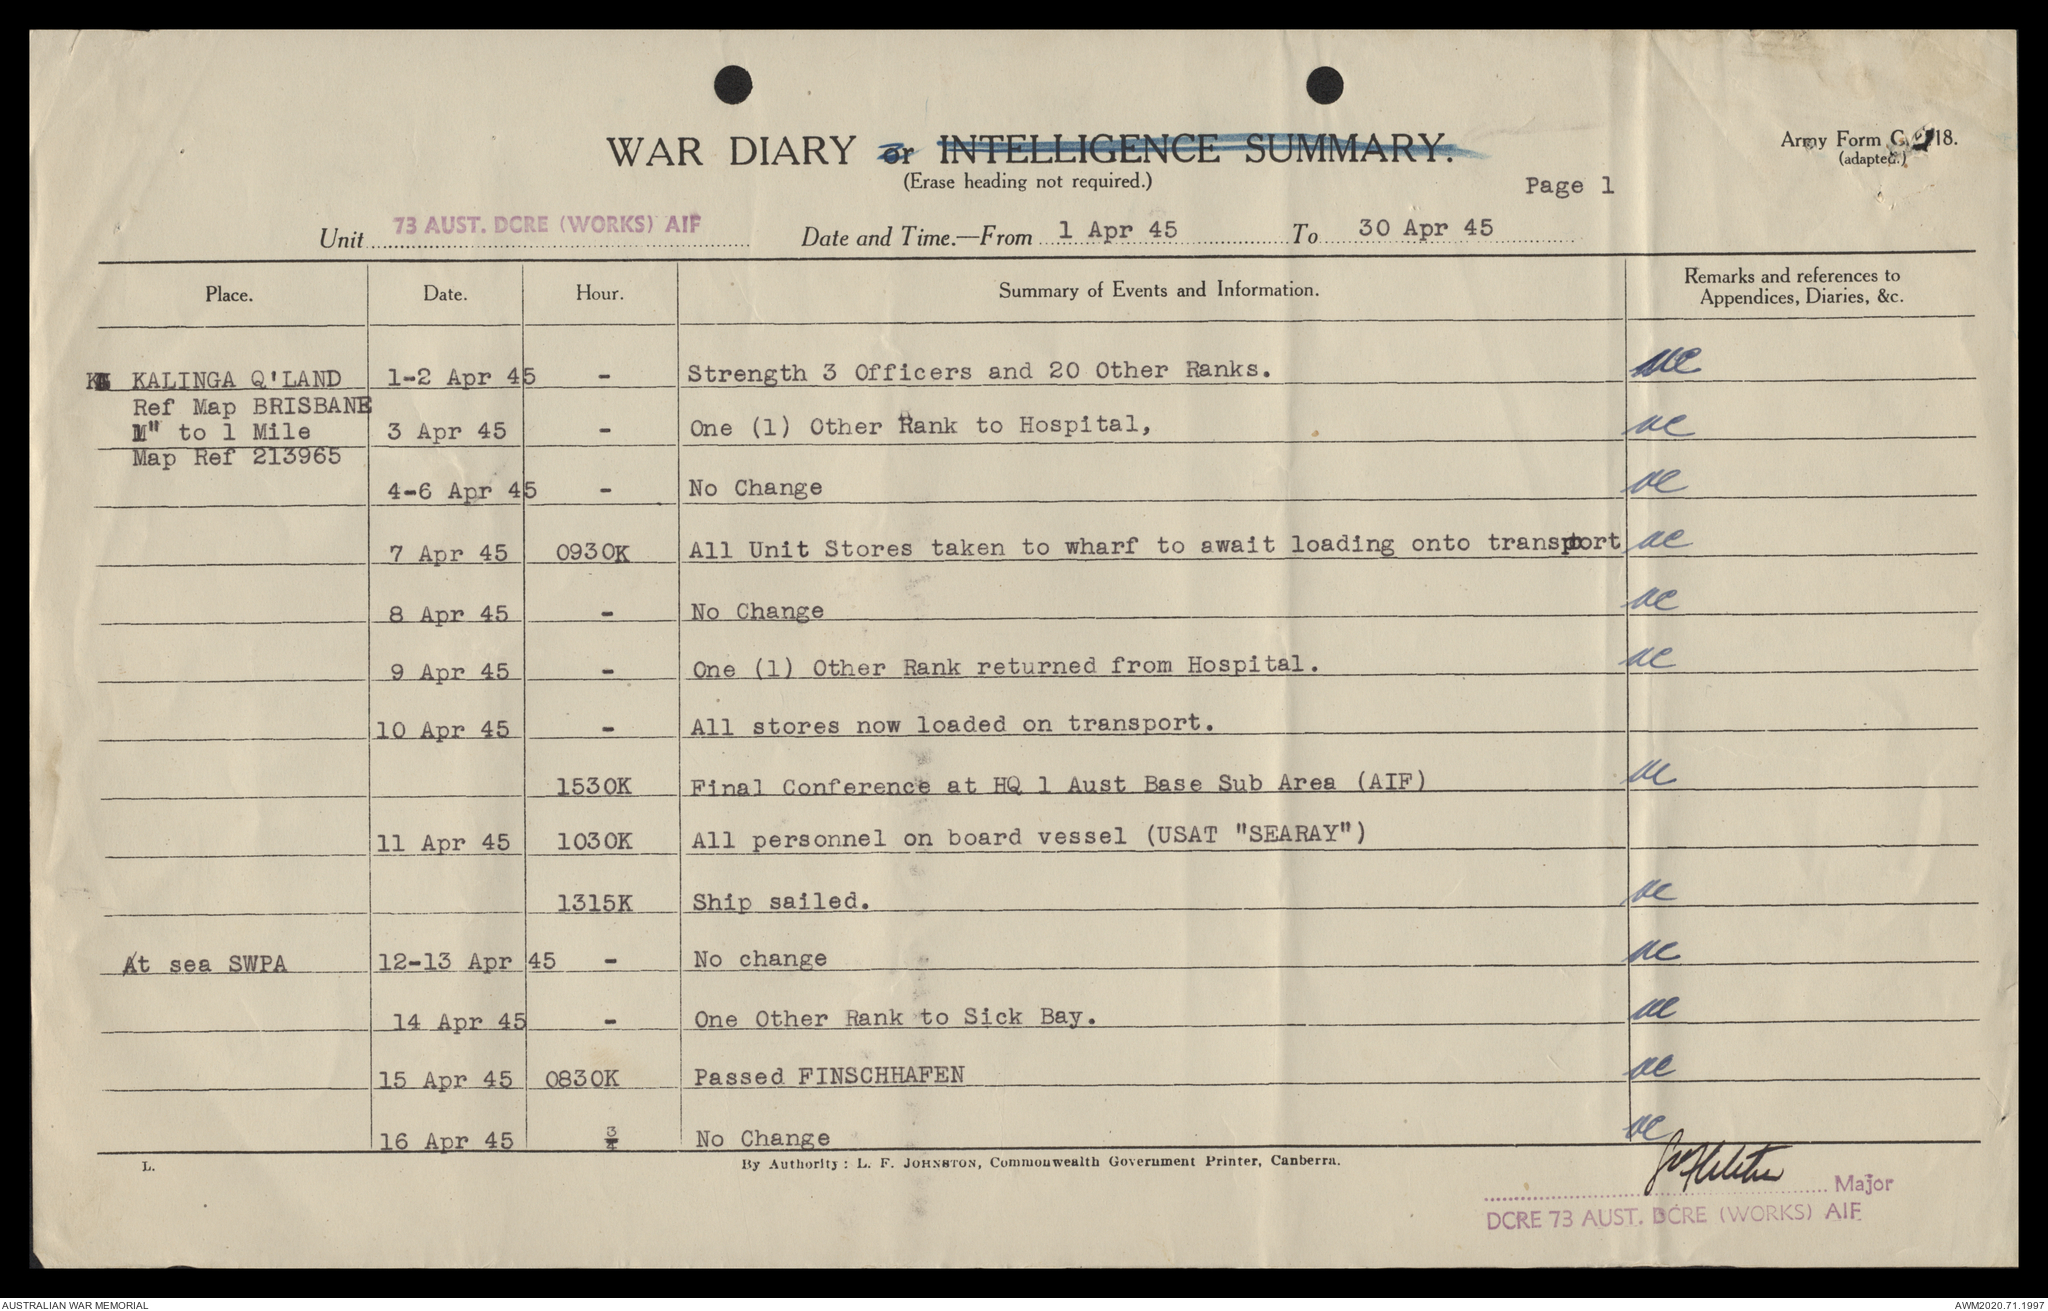 WAR DIARY or INTELLIGENCE SUMMARY.
(Erase heading not required.)
Army Form C.2118.
(adapted.)
Page 1
Unit 73 AUST. DCRE (WORKS) AIF Date and Time.—From 1 Apr 45 To 30 Apr 45
Place. Date. Hour. Summary of Events and Information. Remarks and references to Appendices, Diaries, &c.
KALINGA Q'LAND 1-2 Apr 45 - Strength 3 Officers and 20 Other Ranks.
Ref Map BRISBANE
1" to 1 Mile 3 Apr 45 - One (1) Other Rank to Hospital,
Map Ref 213965
4-6 Apr 45 - No Change
7 Apr 45 0930K All Unit Stores taken to wharf to await loading onto transport
8 Apr 45 - No Change
9 Apr 45 - One (1) Other Rank returned from Hospital.
10 Apr 45 - All stores now loaded on transport.
1530K Final Conference at HQ 1 Aust Base Sub Area (AIF)
11 Apr 45 1030K All personnel on board vessel (USAT "SEARAY")
1315K Ship sailed.
At sea SWPA 12-13 Apr 45 - No change
14 Apr 45 - One Other Rank to Sick Bay.
15 Apr 45 0830K Passed FINSCHHAFEN
16 Apr 45 No Change
L. By Authority: L. F. JOHNSTON, Commonwealth Government Printer, Canberra.
Major
DCRE 73 AUST. DCRE (WORKS) AIF
AUSTRALIAN WAR MEMORIAL AWM2020.71.1997